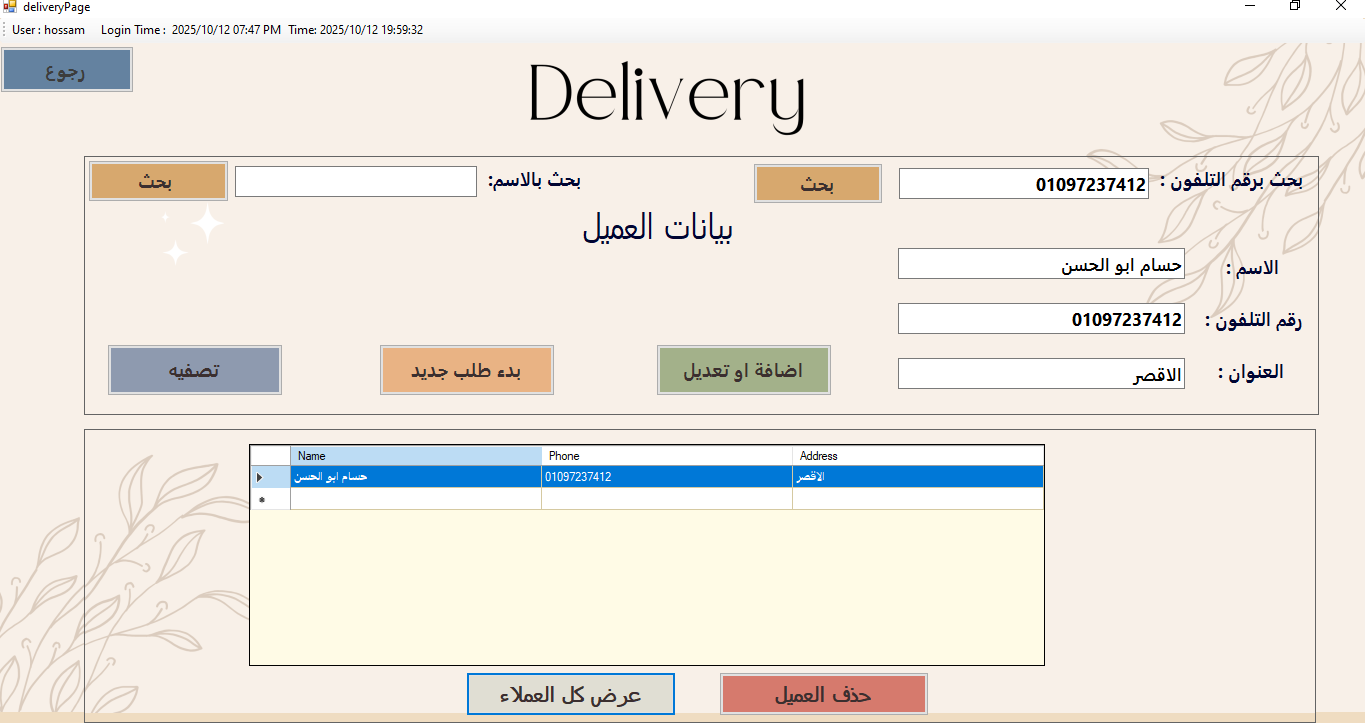 deliveryPage
User : hossam Login Time : 2025/10/12 07:47 PM Time: 2025/10/12 19:59:32
رجوع
Delivery
بحث برقم التلفون : 01097237412 بحث بحث بالاسم: بحث
بيانات العميل
الاسم : حسام ابو الحسن
رقم التلفون : 01097237412
العنوان : الاقصر اضافة او تعديل بدء طلب جديد تصفيه
Name Phone Address
حسام ابو الحسن 01097237412 الاقصر
عرض كل العملاء حذف العميل